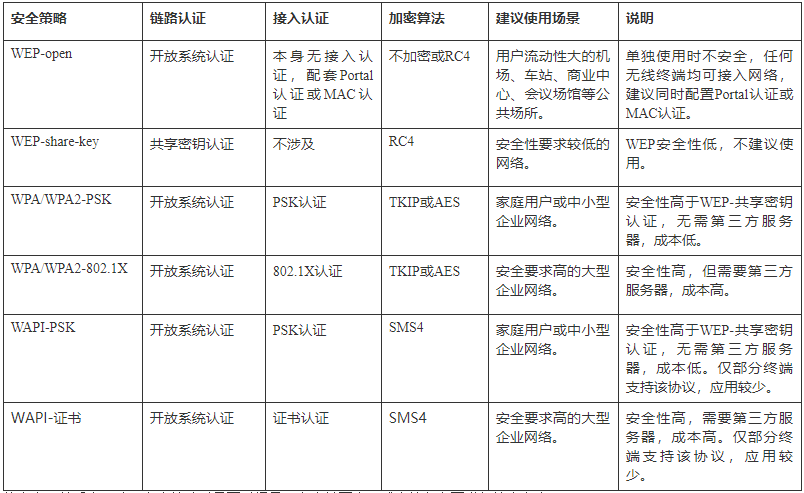 安全策略 链路认证 接入认证 加密算法 建议使用场景 说明
WEP-open 开放系统认证 本身无接入认 不加密或RC4 用户流动性大的机 单独使用时不安全，任何
证，配套Portal 场、车站、商业中 无线终端均可接入网络，
认证或MAC认 心、会议场馆等公 建议同时配置Portal认证或
证 共场所。 MAC认证。
WEP-share-key 共享密钥认证 不涉及 RC4 安全性要求较低的 WEP安全性低，不建议使
网络。 用。
WPA/WPA2-PSK 开放系统认证 PSK认证 TKIP或AES 家庭用户或中小型 安全性高于WEP-共享密钥
企业网络。 认证，无需第三方服务
器，成本低。
WPA/WPA2-802.1X 开放系统认证 802.1X认证 TKIP或AES 安全要求高的大型 安全性高，但需要第三方
企业网络。 服务器，成本高。
WAPI-PSK 开放系统认证 PSK认证 SMS4 家庭用户或中小型 安全性高于WEP-共享密钥
企业网络。 认证，无需第三方服务
器，成本低。仅部分终端
支持该协议，应用较少。
WAPI-证书 开放系统认证 证书认证 SMS4 安全要求高的大型 安全性高，需要第三方服
企业网络。 务器，成本高。仅部分终
端支持该协议，应用较
少。